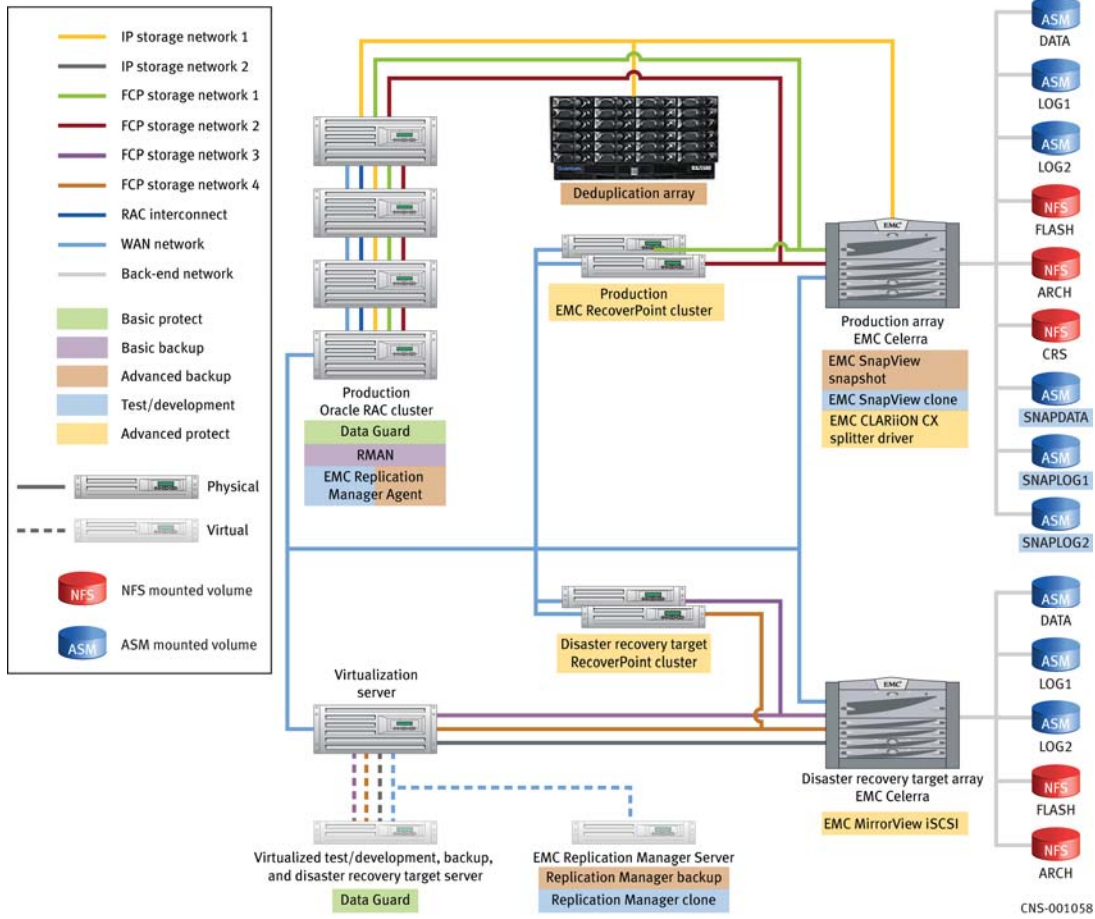 IP storage network 1
IP storage network 2
FCP storage network 1
FCP storage network 2
FCP storage network 3
FCP storage network 4
RAC interconnect
WAN network
Back-end network
Basic protect
Basic backup
Advanced backup
Test/development
Advanced protect
Physical
Virtual
NFS
NFS mounted volume
ASM
ASM mounted volume
Deduplication array
Production
EMC RecoverPoint cluster
EMC²
Production array
EMC Celerra
EMC SnapView
snapshot
EMC SnapView clone
EMC CLARiiON CX
splitter driver
Production
Oracle RAC cluster
Data Guard
RMAN
EMC Replication
Manager Agent
ASM
DATA
ASM
LOG1
ASM
LOG2
NFS
FLASH
NFS
ARCH
NFS
CRS
ASM
SNAPDATA
ASM
SNAPLOG1
ASM
SNAPLOG2
Disaster recovery target
RecoverPoint cluster
Virtualization
server
EMC²
Disaster recovery target array
EMC Celerra
EMC MirrorView iSCSI
ASM
DATA
ASM
LOG1
ASM
LOG2
NFS
FLASH
NFS
ARCH
Virtualized test/development, backup,
and disaster recovery target server
Data Guard
EMC Replication Manager Server
Replication Manager backup
Replication Manager clone
CNS-001058